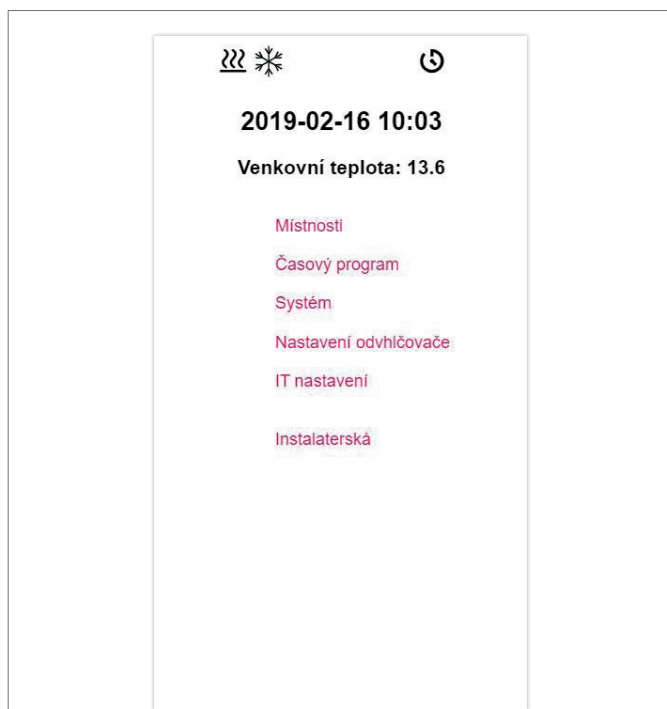 2019-02-16 10:03
Venkovní teplota: 13.6
Místnosti
Časový program
Systém
Nastavení odvhlčovače
IT nastavení
Instalaterská